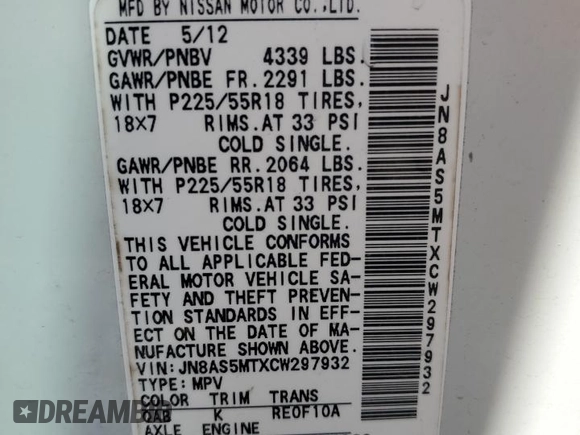 MFD BY NISSAN MOTOR CO.,LTD.
DATE 5/12
GVWR/PNBV 4339 LBS.
GAWR/PNBE FR. 2291 LBS.
WITH P225/55R18 TIRES,
18X7 RIMS.AT 33 PSI
COLD SINGLE.
GAWR/PNBE RR. 2064 LBS.
WITH P225/55R18 TIRES,
18X7 RIMS.AT 33 PSI
COLD SINGLE.
THIS VEHICLE CONFORMS
TO ALL APPLICABLE FED-
ERAL MOTOR VEHICLE SA-
FETY AND THEFT PREVEN-
TION STANDARDS IN EFF-
ECT ON THE DATE OF MA-
NUFACTURE SHOWN ABOVE.
VIN:JN8AS5MTXCW297932
TYPE:MPV
COLOR TRIM TRANS
QAB K RE0F10A
AXLE ENGINE
JN8AS5MTXCW297932
DREAM